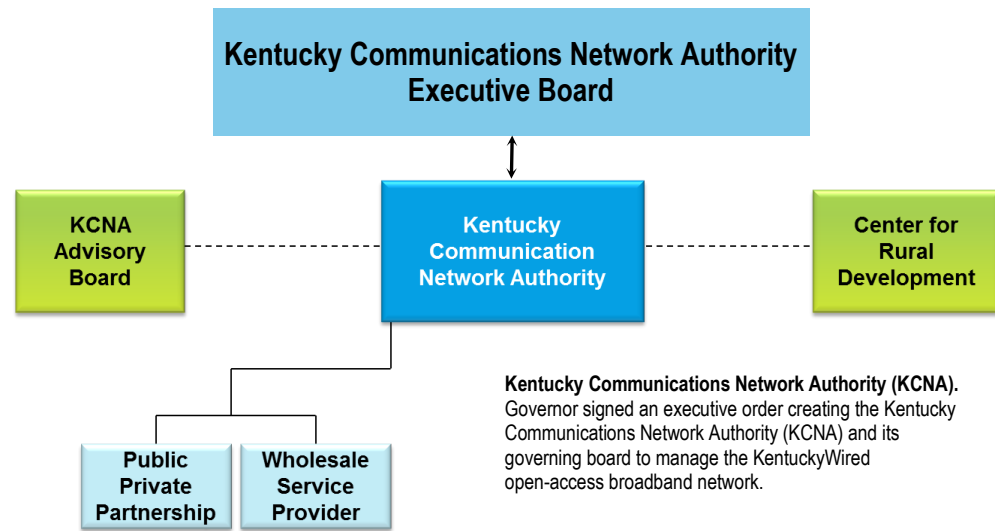 Kentucky Communications Network Authority
Executive Board
KCNA
Advisory
Board
Kentucky
Communication
Network Authority
Center for
Rural
Development
Kentucky Communications Network Authority (KCNA).
Governor signed an executive order creating the Kentucky
Communications Network Authority (KCNA) and its
governing board to manage the KentuckyWired
open-access broadband network.
Public
Private
Partnership
Wholesale
Service
Provider